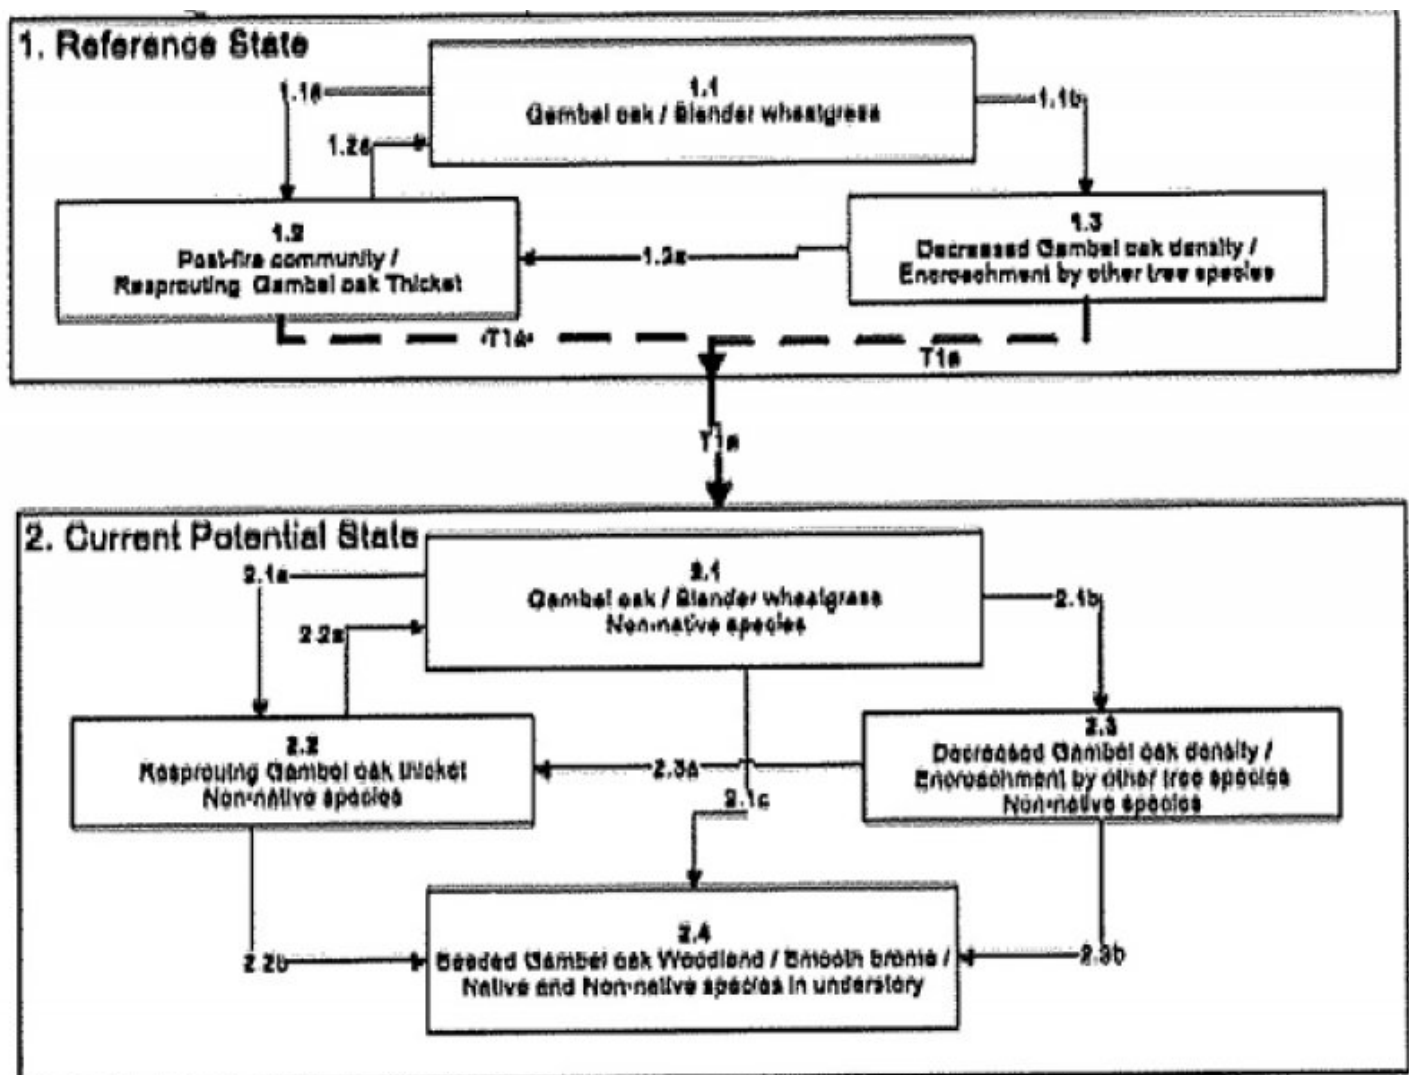 1. Reference State
1.1
Gambel oak / Slender wheatgrass
1.1a
1.1b
1.2a
1.2
Post-fire community /
Resprouting Gambel oak Thicket
1.3
Decreased Gambel oak density /
Encroachment by other tree species
1.3a
T1a
T1a
T1a
2. Current Potential State
2.1
Gambel oak / Slender wheatgrass
Non-native species
2.1a
2.1b
2.2a
2.2
Resprouting Gambel oak thicket
Non-native species
2.3
Decreased Gambel oak density /
Encroachment by other tree species
Non-native species
2.3a
2.1c
2.4
Seeded Gambel oak Woodland / Smooth brome /
Native and Non-native species in understory
2.2b
2.3b